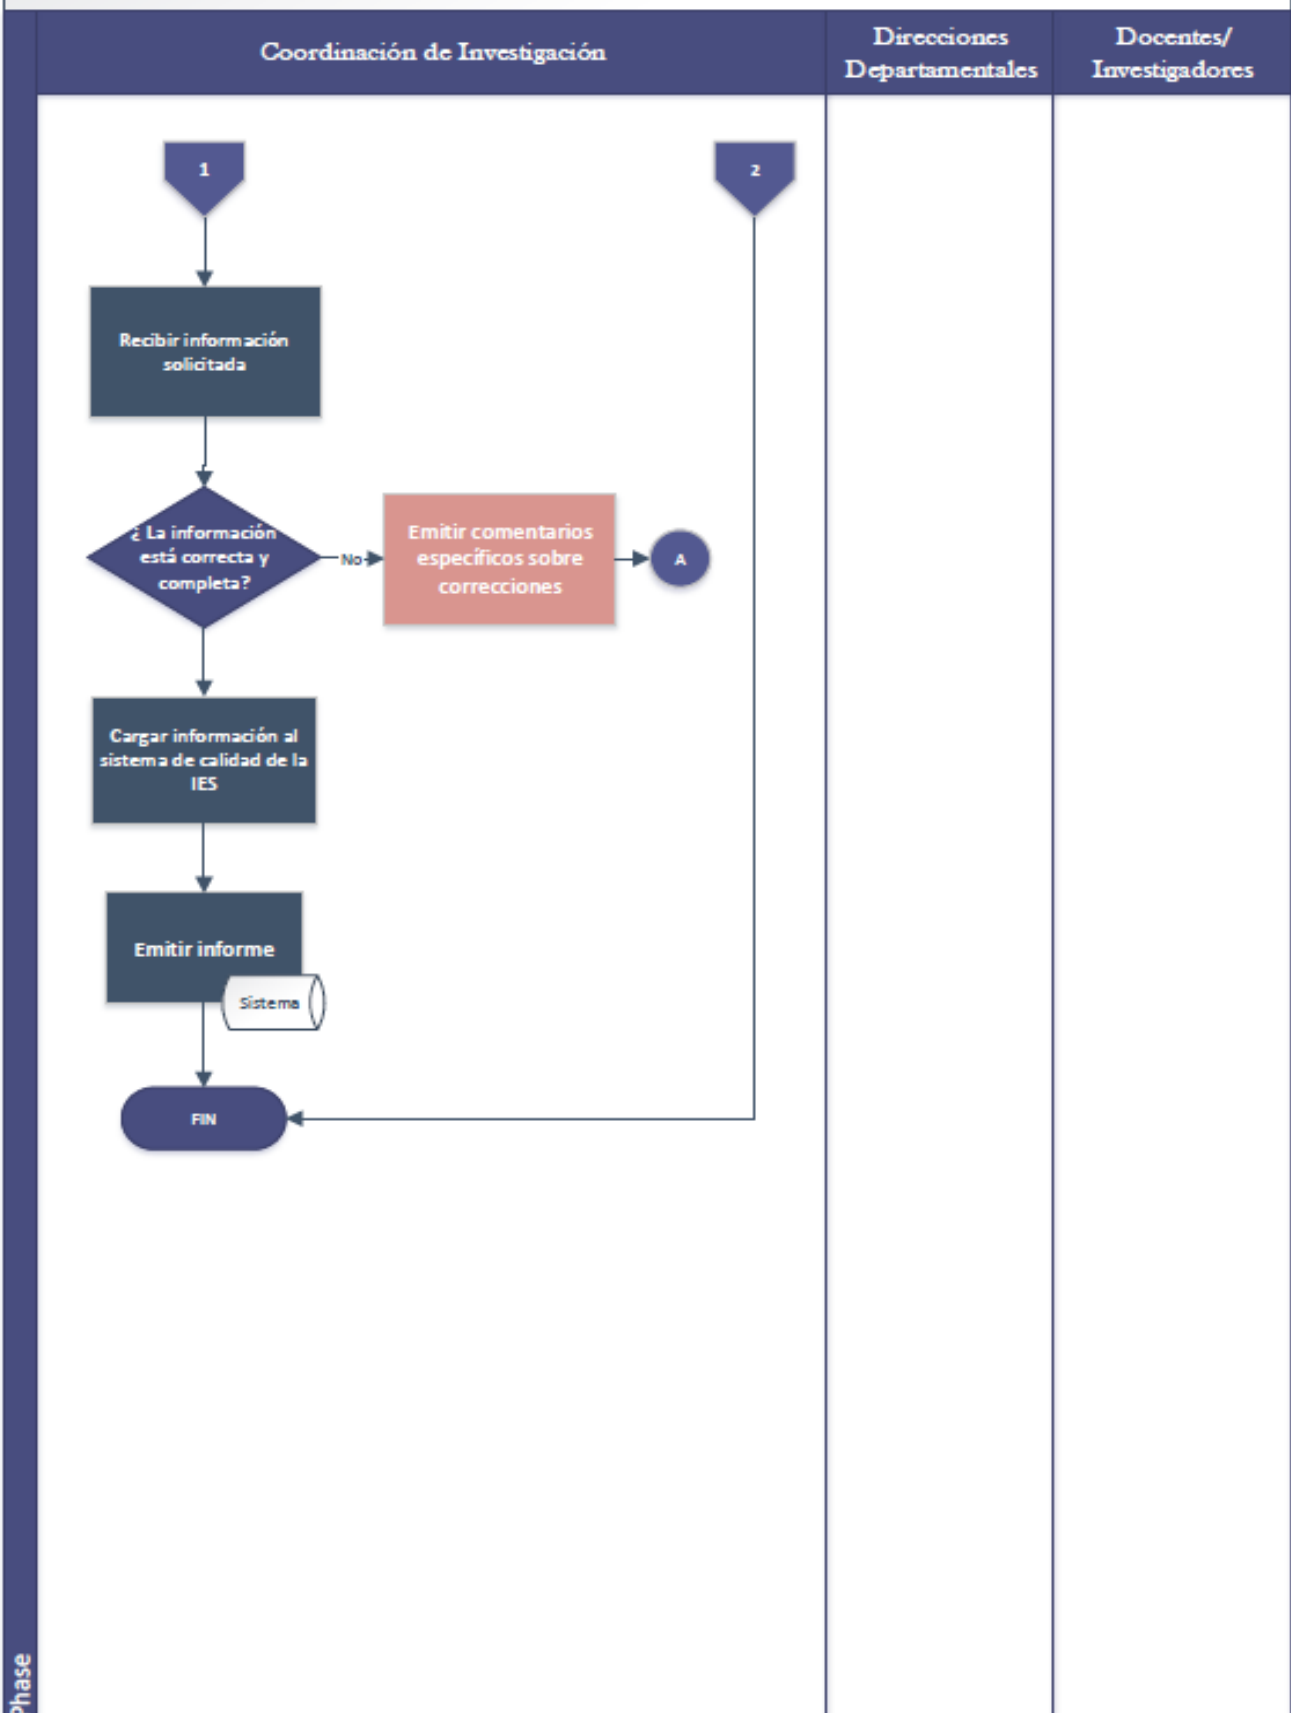 Coordinación de Investigación
Direcciones
Departamentales
Docentes/
Investigadores
1
2
Recibir información
solicitada
¿ La información
está correcta y
completa?
No
Emitir comentarios
específicos sobre
correcciones
A
Cargar información al
sistema de calidad de la
IES
Emitir informe
Sistema
FIN
Phase